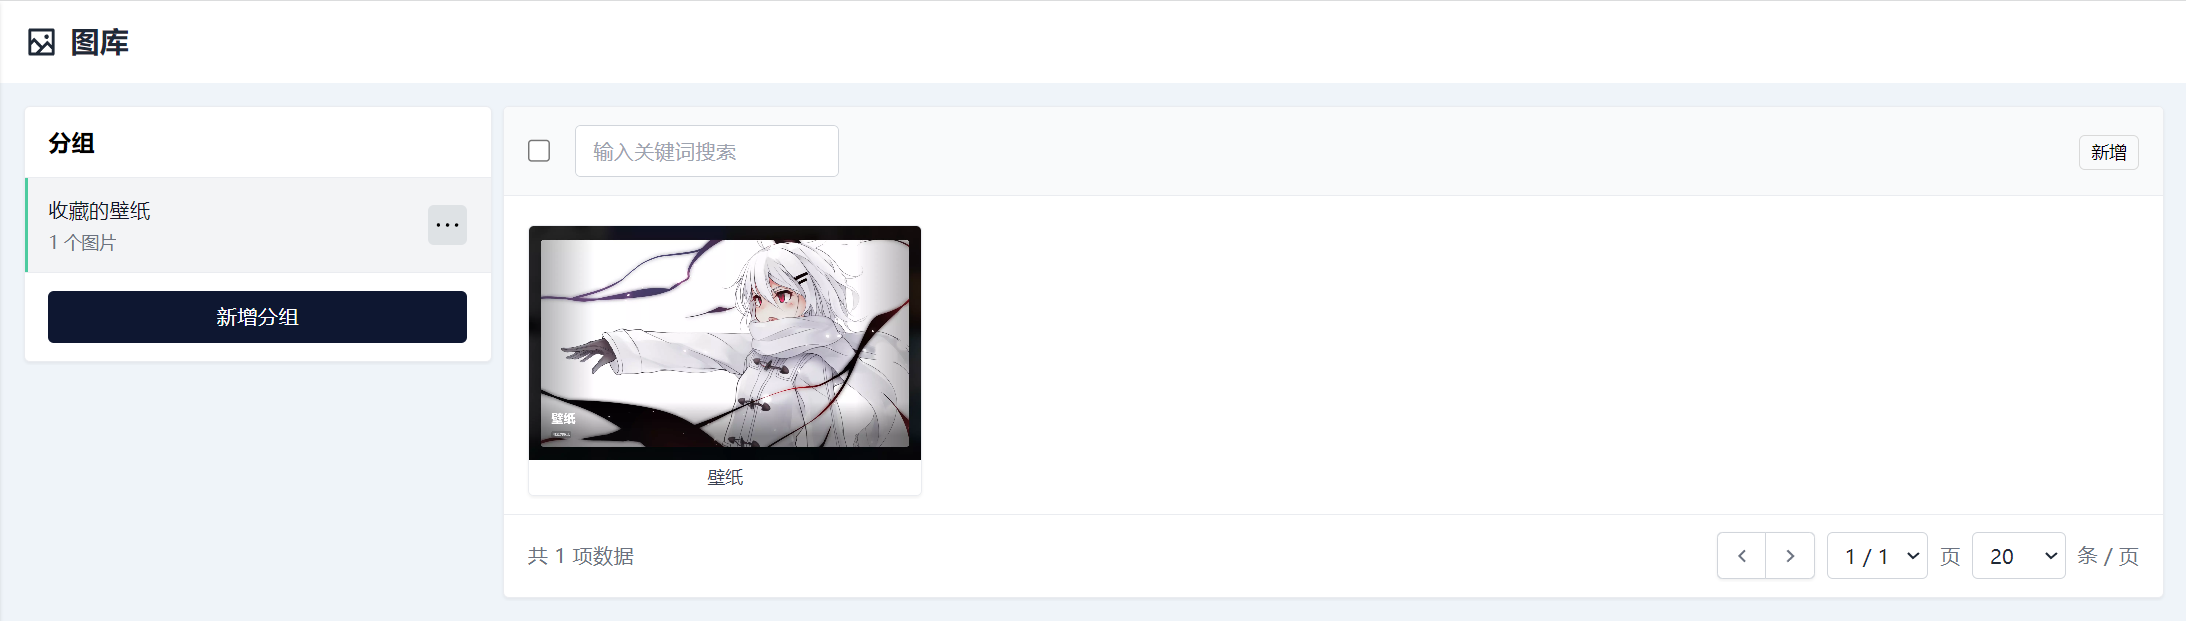 图库
分组
收藏的壁纸
1 个图片
新增分组
输入关键词搜索
新增
壁纸
壁纸
共 1 项数据
1 / 1
页
20
条 / 页